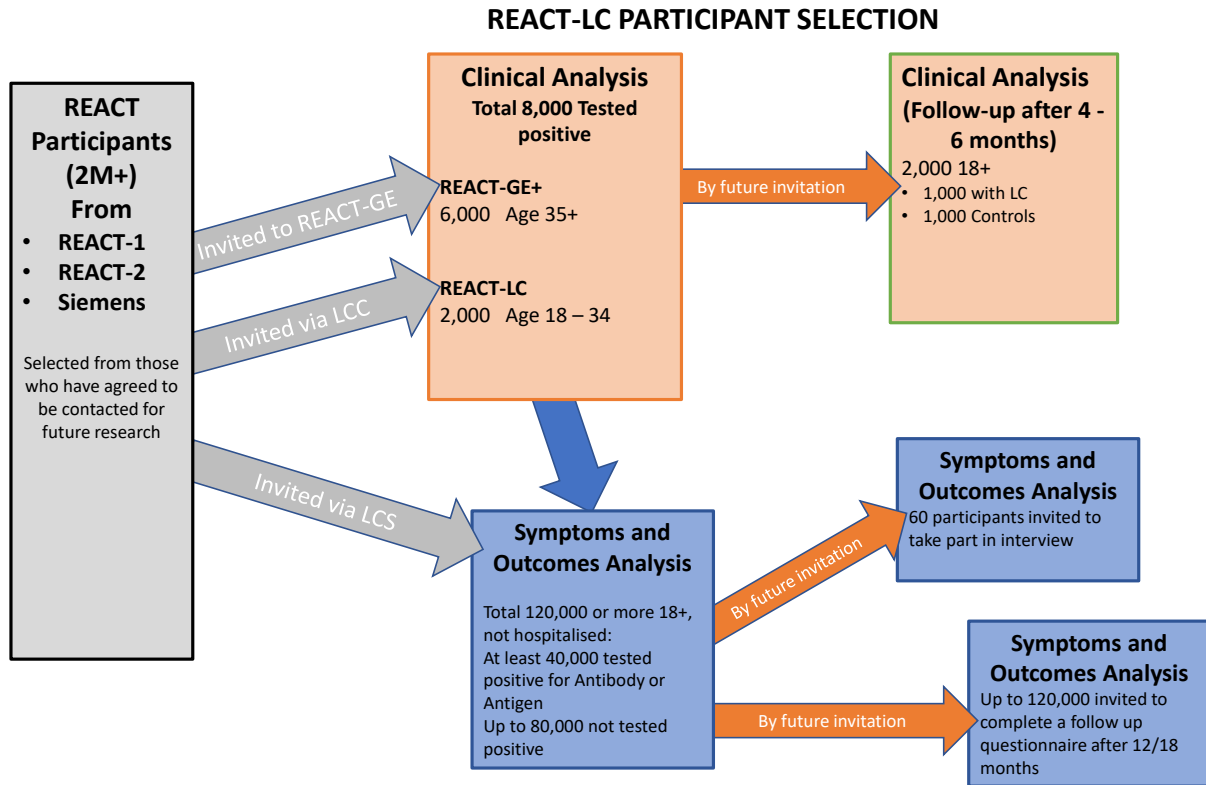 REACT-LC PARTICIPANT SELECTION
REACT
Participants
(2M+)
From
• REACT-1
• REACT-2
• Siemens
Selected from those
who have agreed to
be contacted for
future research
Invited to REACT-GE
Invited via LCC
Invited via LCS
Clinical Analysis
Total 8,000 Tested
positive
REACT-GE+
6,000 Age 35+
REACT-LC
2,000 Age 18 – 34
By future invitation
Clinical Analysis
(Follow-up after 4 -
6 months)
2,000 18+
• 1,000 with LC
• 1,000 Controls
Symptoms and
Outcomes Analysis
Total 120,000 or more 18+,
not hospitalised:
At least 40,000 tested
positive for Antibody or
Antigen
Up to 80,000 not tested
positive
By future invitation
Symptoms and
Outcomes Analysis
60 participants invited to
take part in interview
By future invitation
Symptoms and
Outcomes Analysis
Up to 120,000 invited to
complete a follow up
questionnaire after 12/18
months